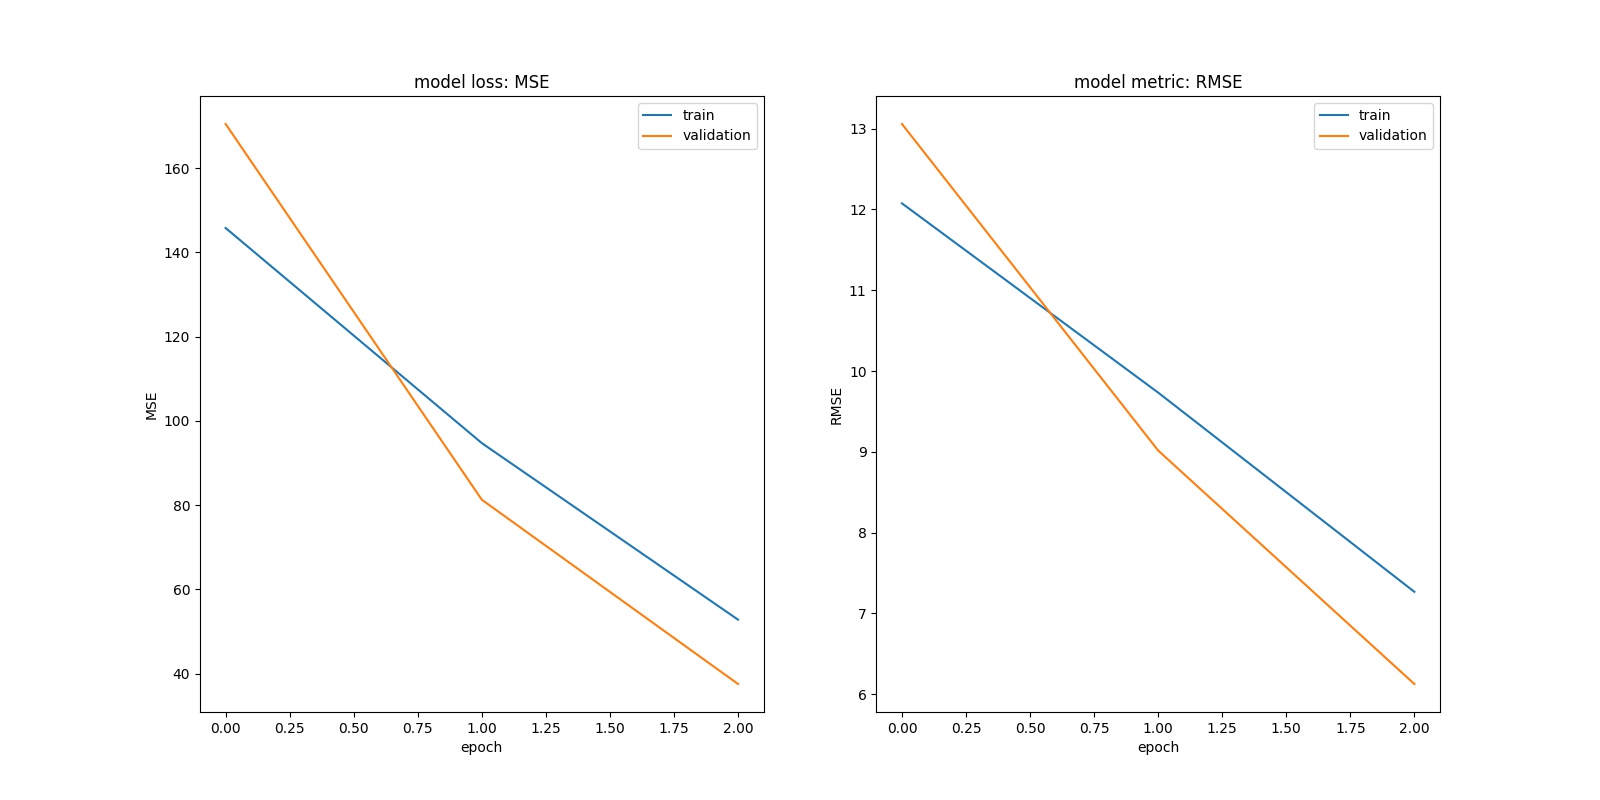 model loss: MSE
train
validation
160
140
120
100
80
60
40
MSE
0.00 0.25 0.50 0.75 1.00 1.25 1.50 1.75 2.00
epoch
model metric: RMSE
train
validation
13
12
11
10
9
8
7
6
RMSE
0.00 0.25 0.50 0.75 1.00 1.25 1.50 1.75 2.00
epoch